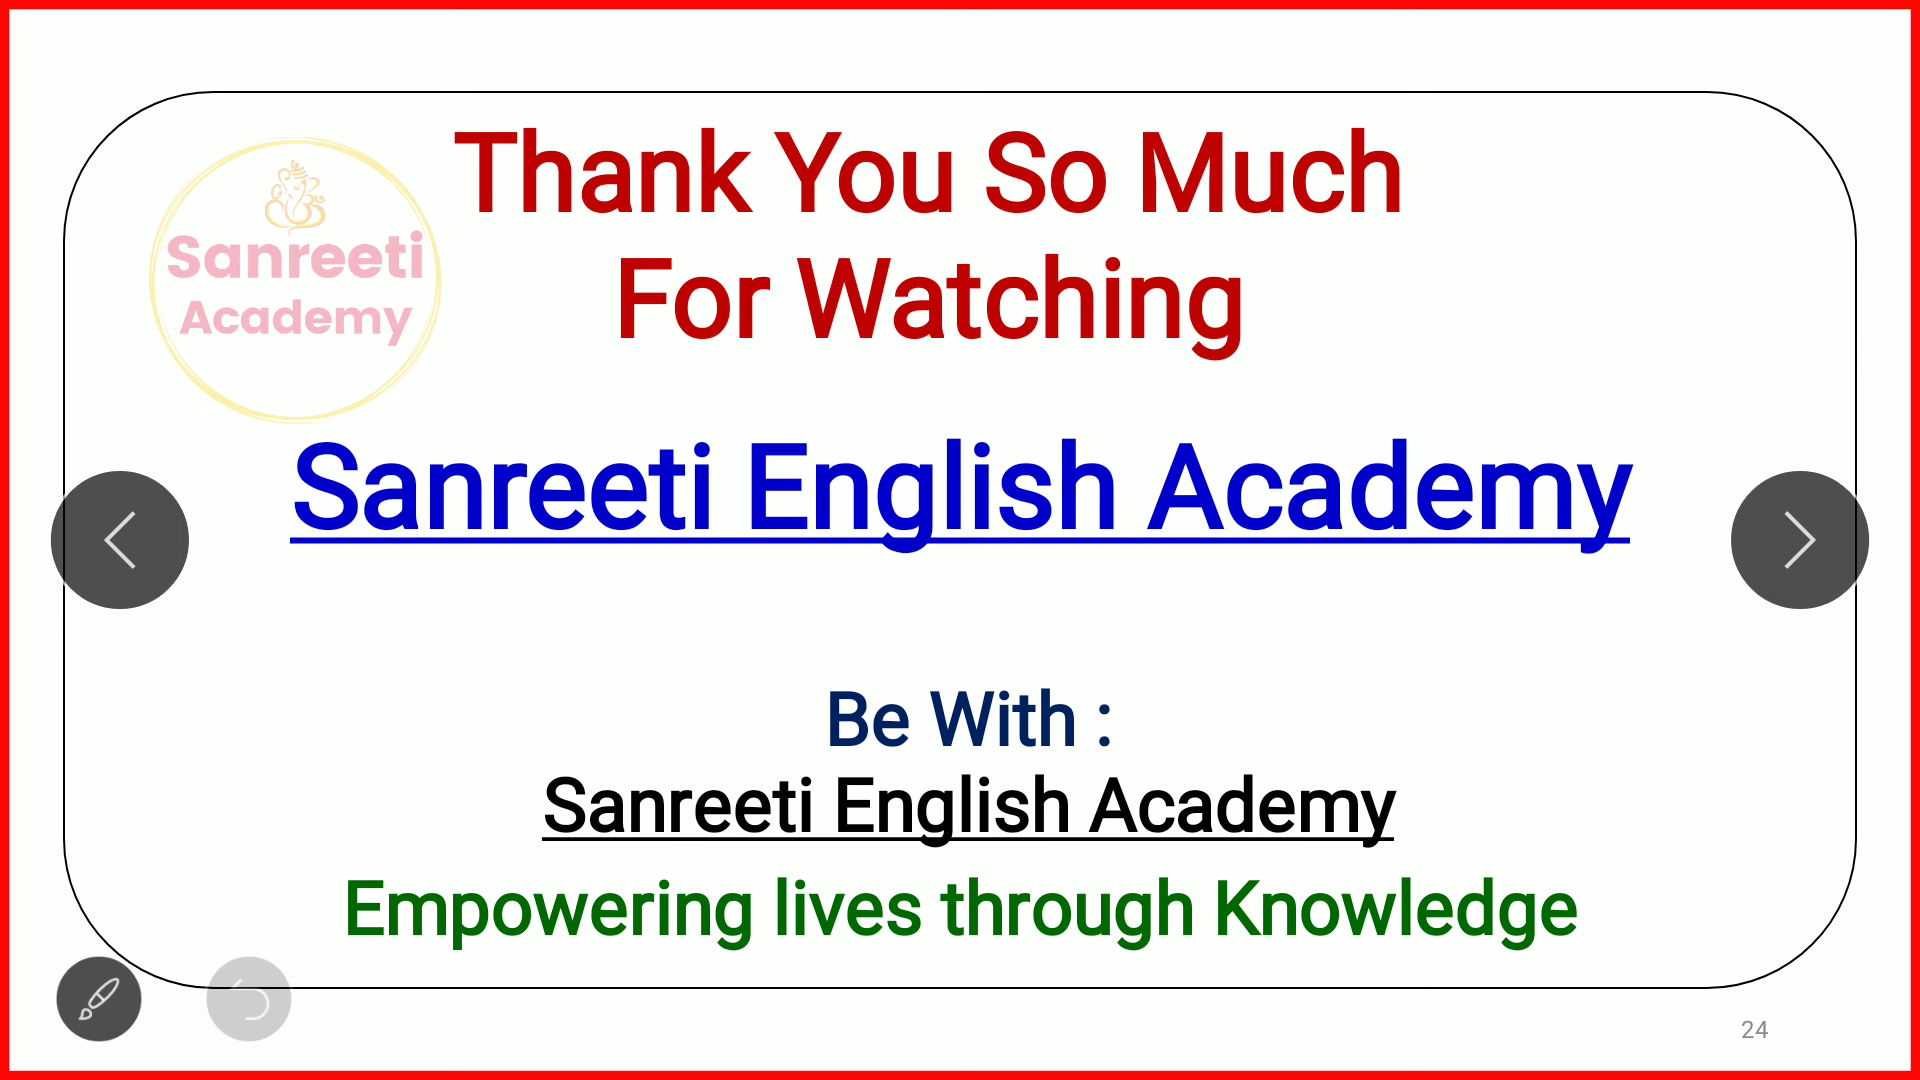 Thank You So Much
For Watching
Sanreeti
Academy
Sanreeti English Academy
Be With :
Sanreeti English Academy
Empowering lives through Knowledge
24